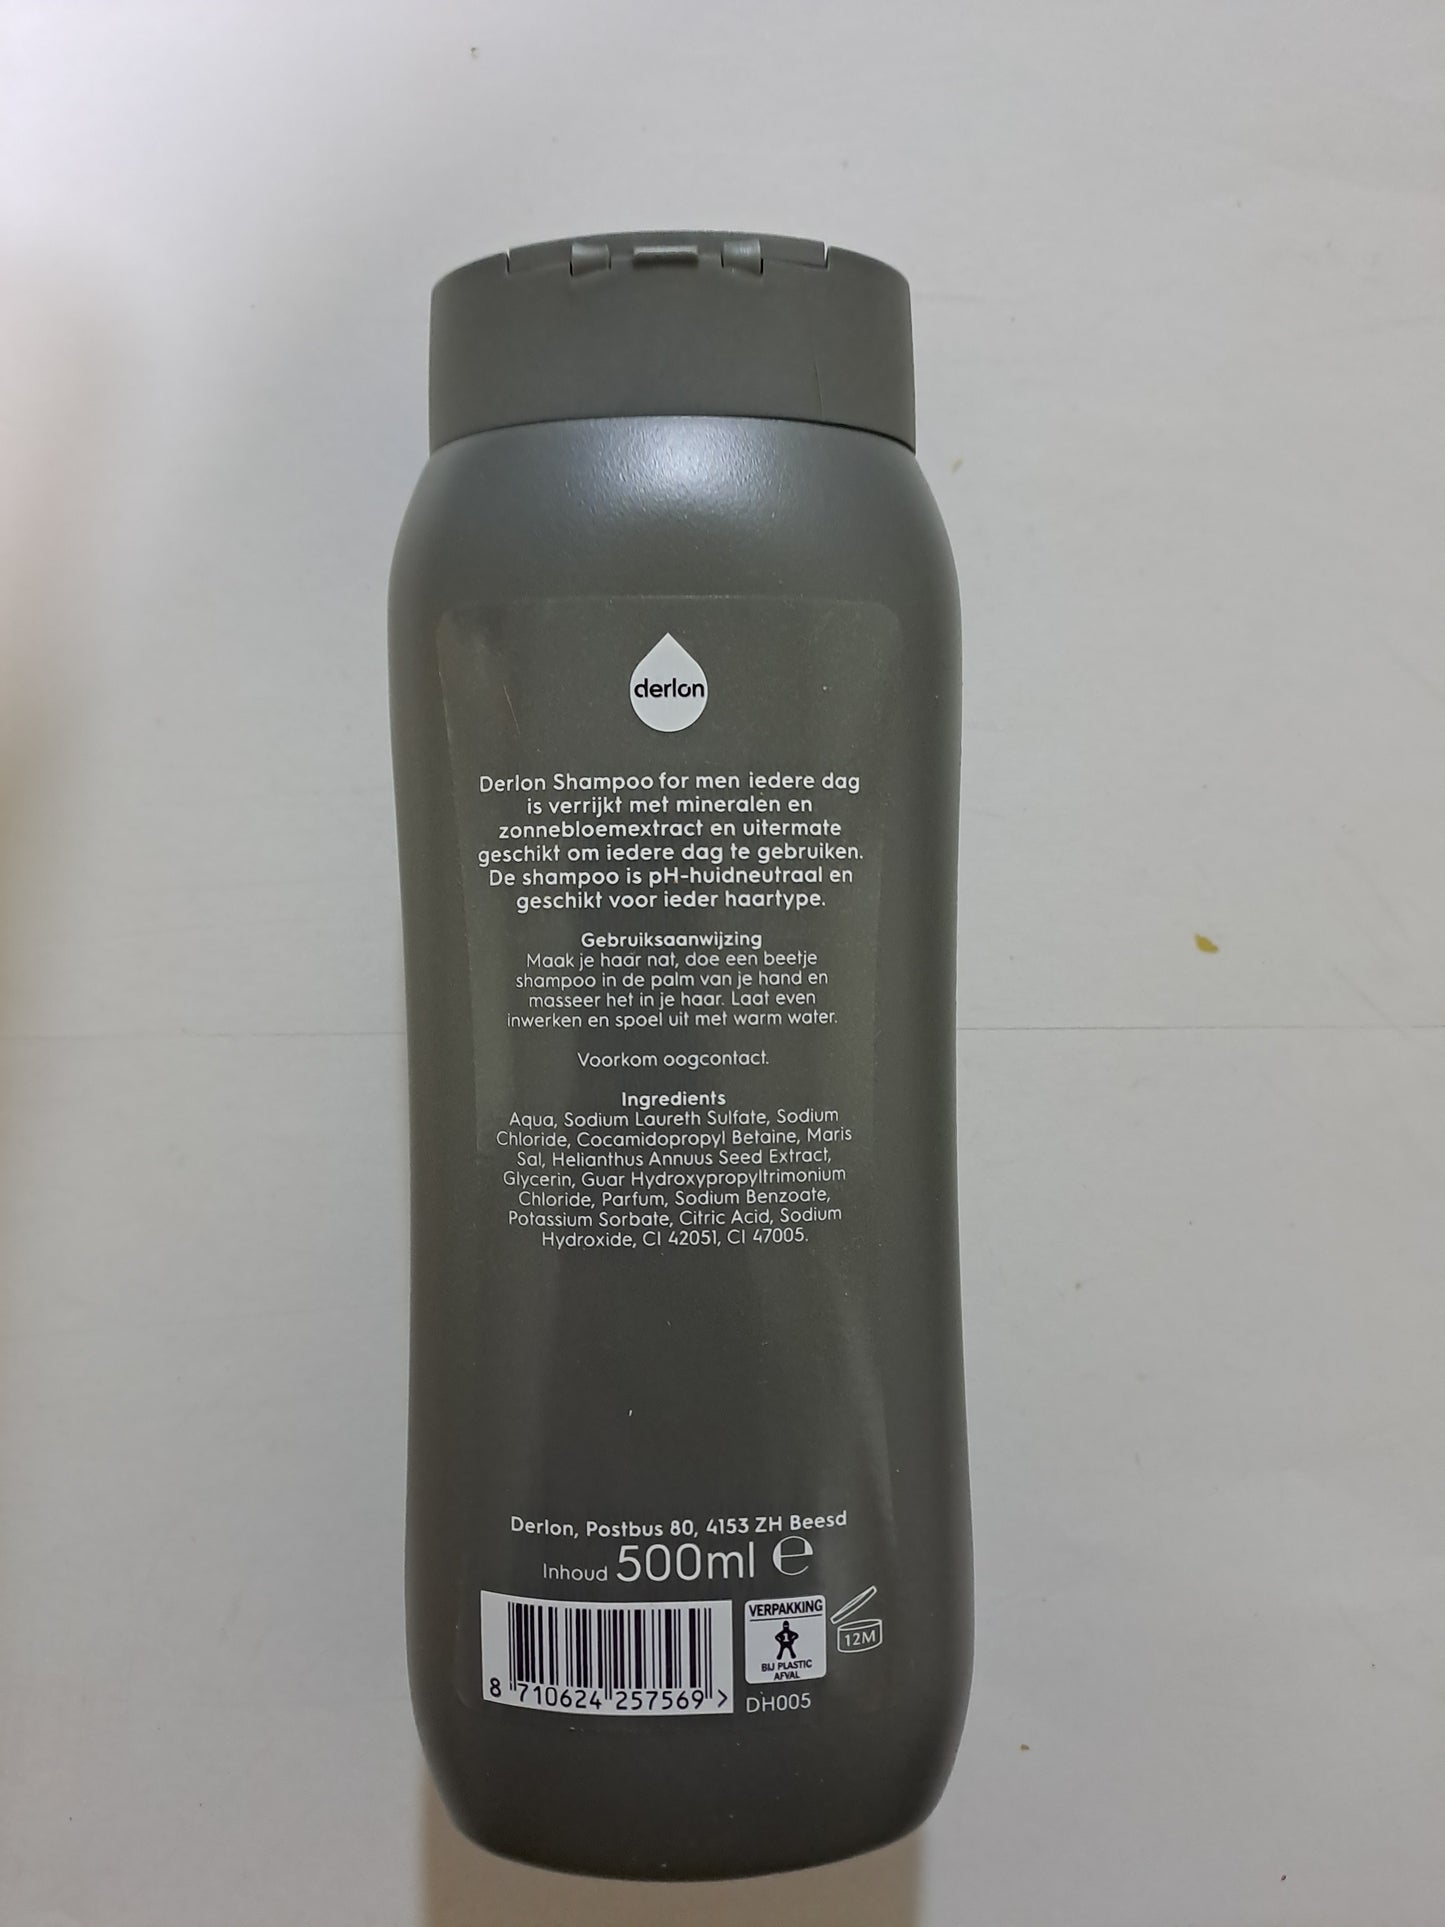 derlon
Derlon Shampoo for men iedere dag
is verrijkt met mineralen en
zonnebloemextract en uitermate
geschikt om iedere dag te gebruiken.
De shampoo is pH-huidneutraal en
geschikt voor ieder haartype.
Gebruiksaanwijzing
Maak je haar nat, doe een beetje
shampoo in de palm van je hand en
masseer het in je haar. Laat even
inwerken en spoel uit met warm water.
Voorkom oogcontact.
Ingredients
Aqua, Sodium Laureth Sulfate, Sodium
Chloride, Cocamidopropyl Betaine, Maris
Sal, Helianthus Annuus Seed Extract,
Glycerin, Guar Hydroxypropyltrimonium
Chloride, Parfum, Sodium Benzoate,
Potassium Sorbate, Citric Acid, Sodium
Hydroxide, CI 42051, CI 47005.
Derlon, Postbus 80, 4153 ZH Beesd
Inhoud 500ml ℮
VERPAKKING
1
BIJ PLASTIC
AFVAL
12M
8 710624 257569 >
DH005